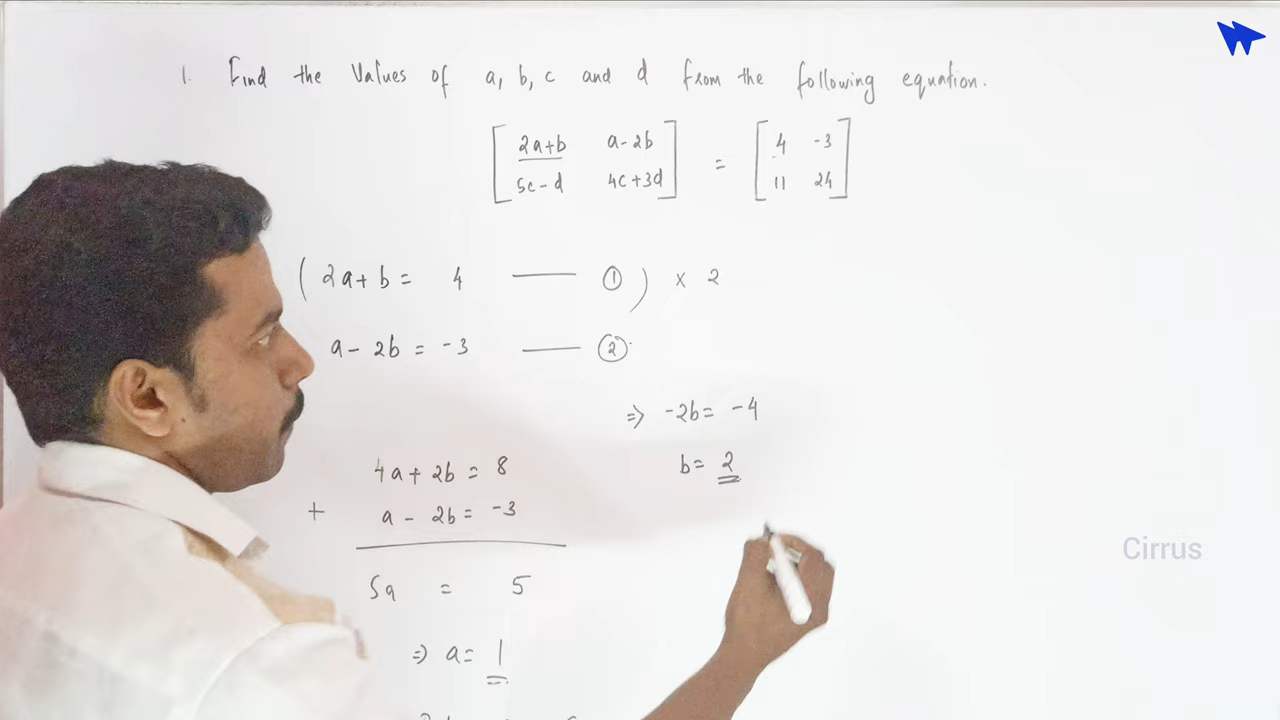 1. Find the Values of a, b, c and d from the following equation.
[ 2a+b a-2b ] = [ 4 -3 ]
[ 5c-d 4c+3d ] [ 11 24 ]
( 2a+b = 4 —— ① ) × 2
a - 2b = -3 —— ②
⇒ -2b = -4
b = 2
4a + 2b = 8
+ a - 2b = -3
5a = 5
⇒ a = 1
Cirrus